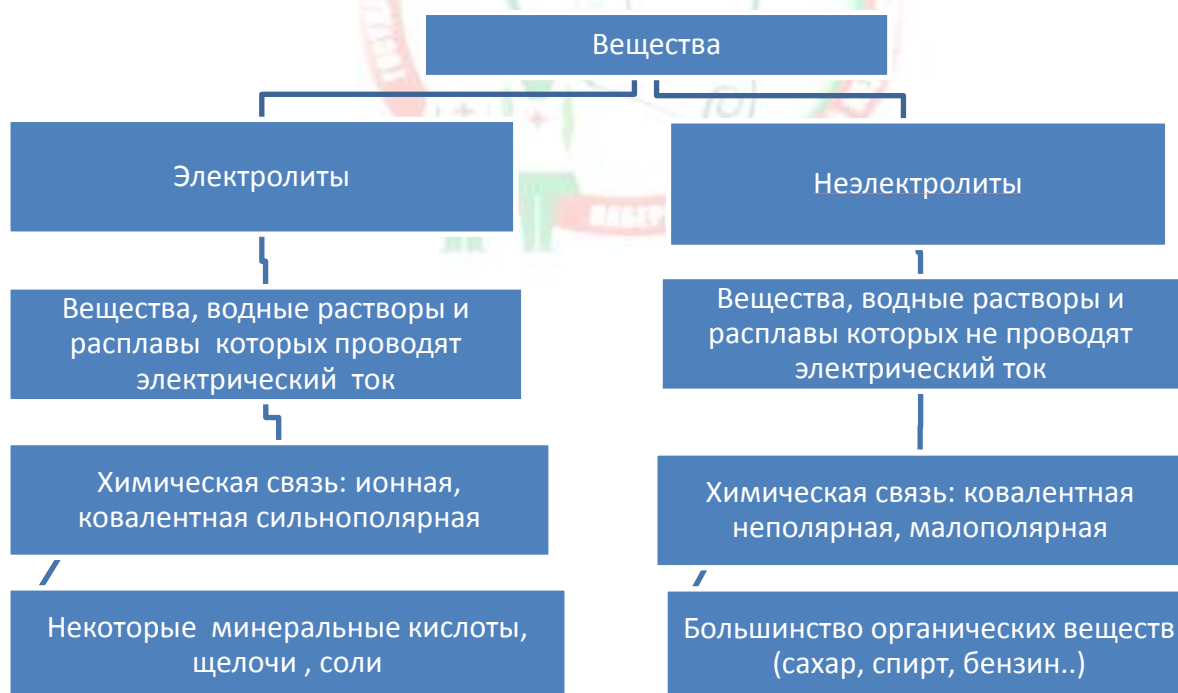 Вещества
Электролиты
Неэлектролиты
Вещества, водные растворы и
расплавы которых проводят
электрический ток
Вещества, водные растворы и
расплавы которых не проводят
электрический ток
Химическая связь: ионная,
ковалентная сильнополярная
Химическая связь: ковалентная
неполярная, малополярная
Некоторые минеральные кислоты,
щелочи , соли
Большинство органических веществ
(сахар, спирт, бензин..)